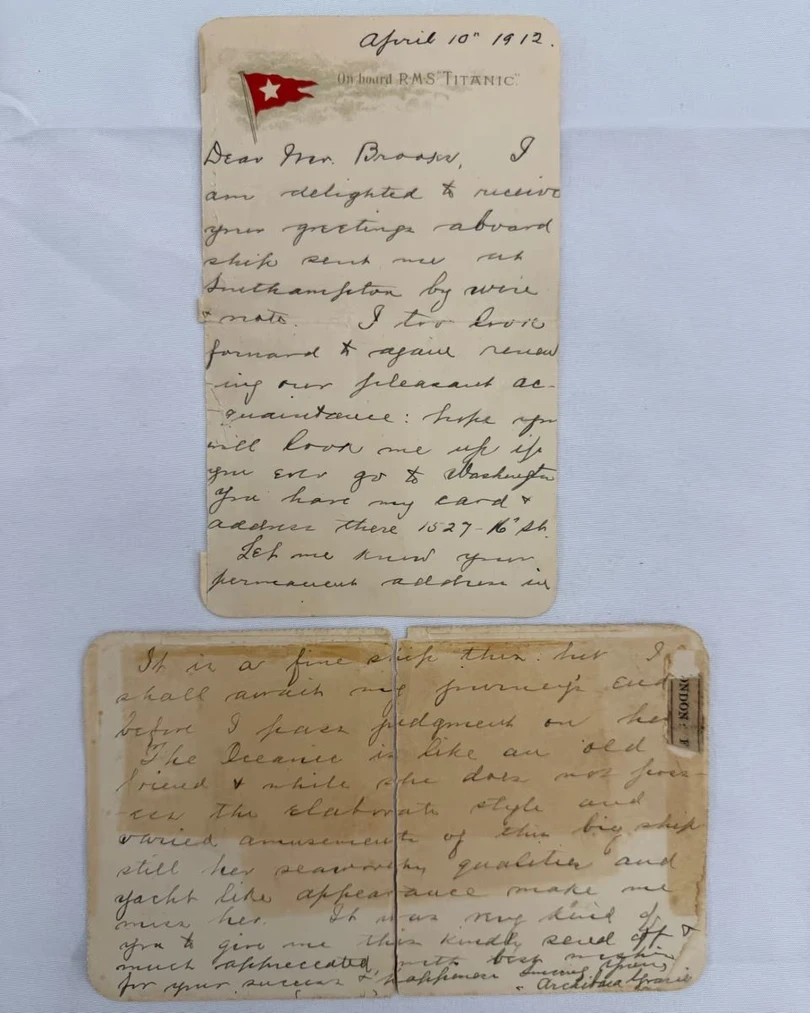 April 10" 1912.
On board R.M.S "TITANIC".
Dear Mr.
I
am delighted to receive
your greetings aboard
ship sent me at
Southampton by wire
& note. I too look
forward to again renew
ing our pleasant ac-
quaintance: hope you
will look me up if
you ever go to Washington
You have my card &
address there 1527-16" St.
Let me know your
permanent address in
It is a fine ship this but I
shall await my journey's end
before I pass judgment on her
The Oceanic is like an old
friend & while she does not poss-
ess the elaborate style and
varied amusements of this big ship
still her seaworthy qualities and
yacht like appearance make me
miss her. It was very kind of
you to give me this kindly send off &
much appreciated, with best wishes
for your success & happiness
Archibald Gracie